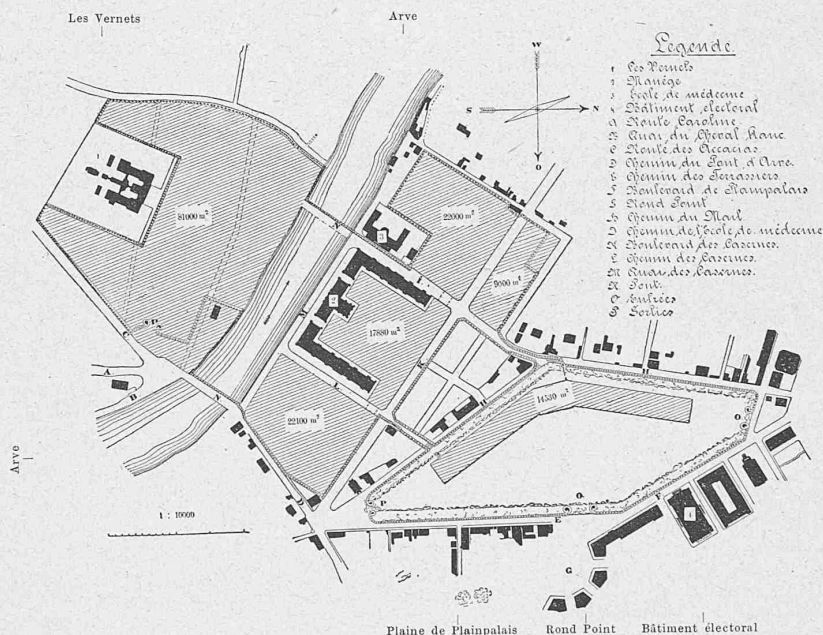 Les Vernets
Arve
Legende
1 Les Vernets
2 Manège
3 Ecole de médecine
4 Bâtiment électoral
A Route Caroline
B Quai du Cheval blanc
C Route des Accacias
D Chemin du Pont d'Arve
E Chemin des Terrassiers
F Boulevard de Plainpalais
G Rond Point
H Chemin du Mail
J Chemin de l'Ecole de médecine
K Boulevard des Casernes
L Chemin des Casernes
M Quai des Casernes
N Pont
O Entrées
P Sorties
W
S
N
O
81000 m²
22000 m²
9000 m²
17880 m²
22100 m²
14530 m²
Arve
1 : 10000
Plaine de Plainpalais
Rond Point
Bâtiment électoral